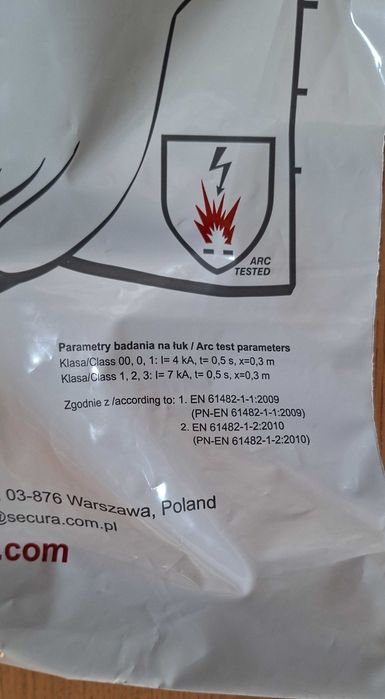 ARC
TESTED
Parametry badania na łuk / Arc test parameters
Klasa/Class 00, 0, 1: I= 4 kA, t= 0,5 s, x=0,3 m
Klasa/Class 1, 2, 3: I= 7 kA, t= 0,5 s, x=0,3 m
Zgodnie z /according to: 1. EN 61482-1-1:2009
(PN-EN 61482-1-1:2009)
2. EN 61482-1-2:2010
(PN-EN 61482-1-2:2010)
, 03-876 Warszawa, Poland
@secura.com.pl
.com